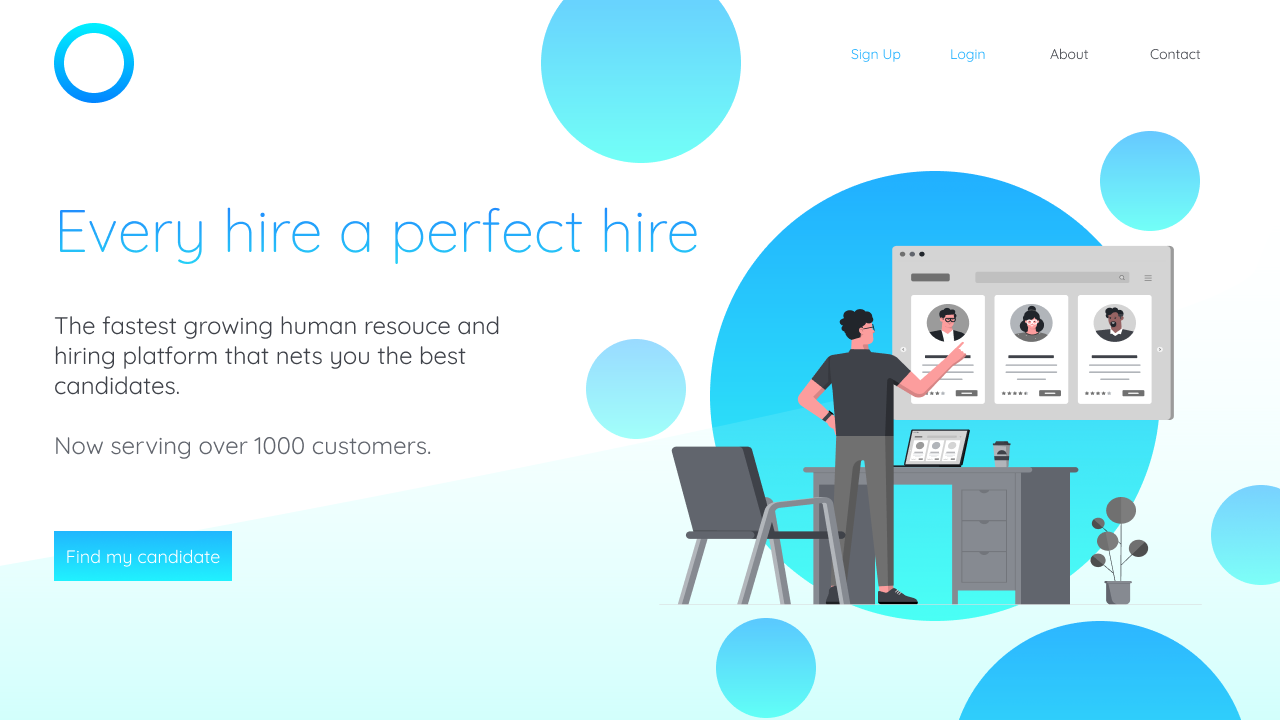 Sign Up Login About Contact
Every hire a perfect hire
The fastest growing human resouce and
hiring platform that nets you the best
candidates.
Now serving over 1000 customers.
Find my candidate